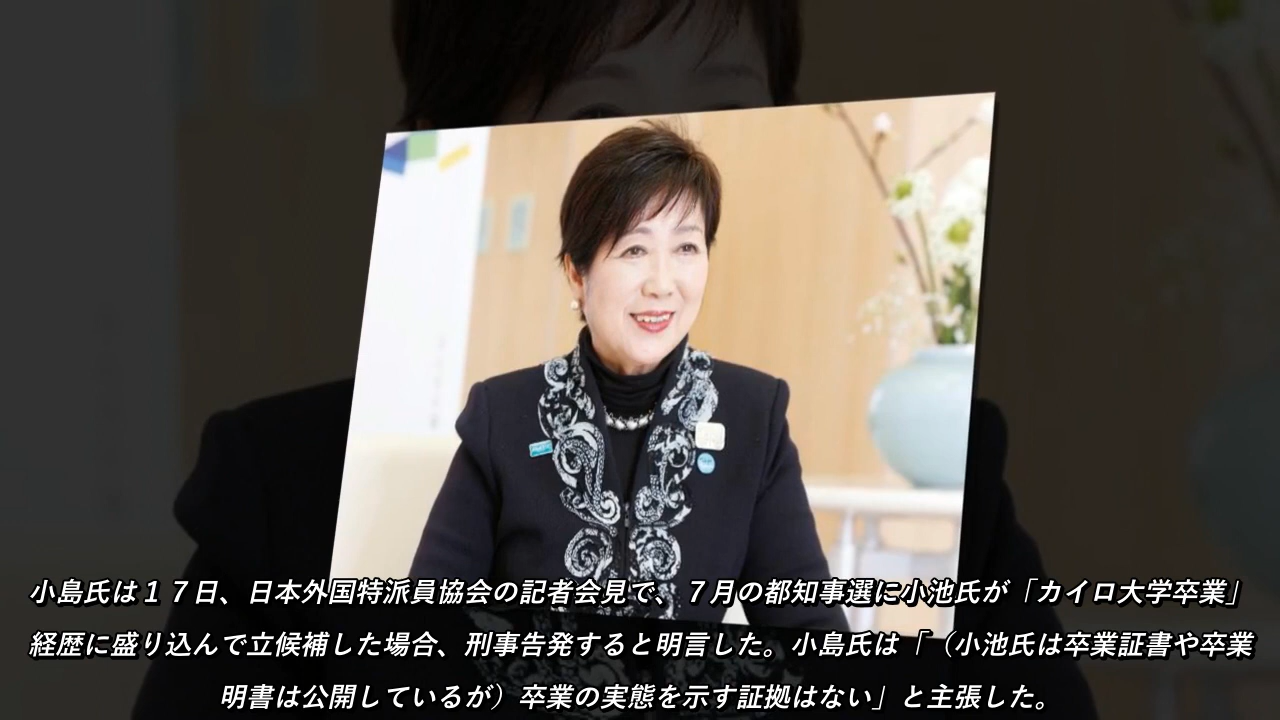 小島氏は１７日、日本外国特派員協会の記者会見で、７月の都知事選に小池氏が「カイロ大学卒業」
経歴に盛り込んで立候補した場合、刑事告発すると明言した。小島氏は「（小池氏は卒業証書や卒業
明書は公開しているが）卒業の実態を示す証拠はない」と主張した。